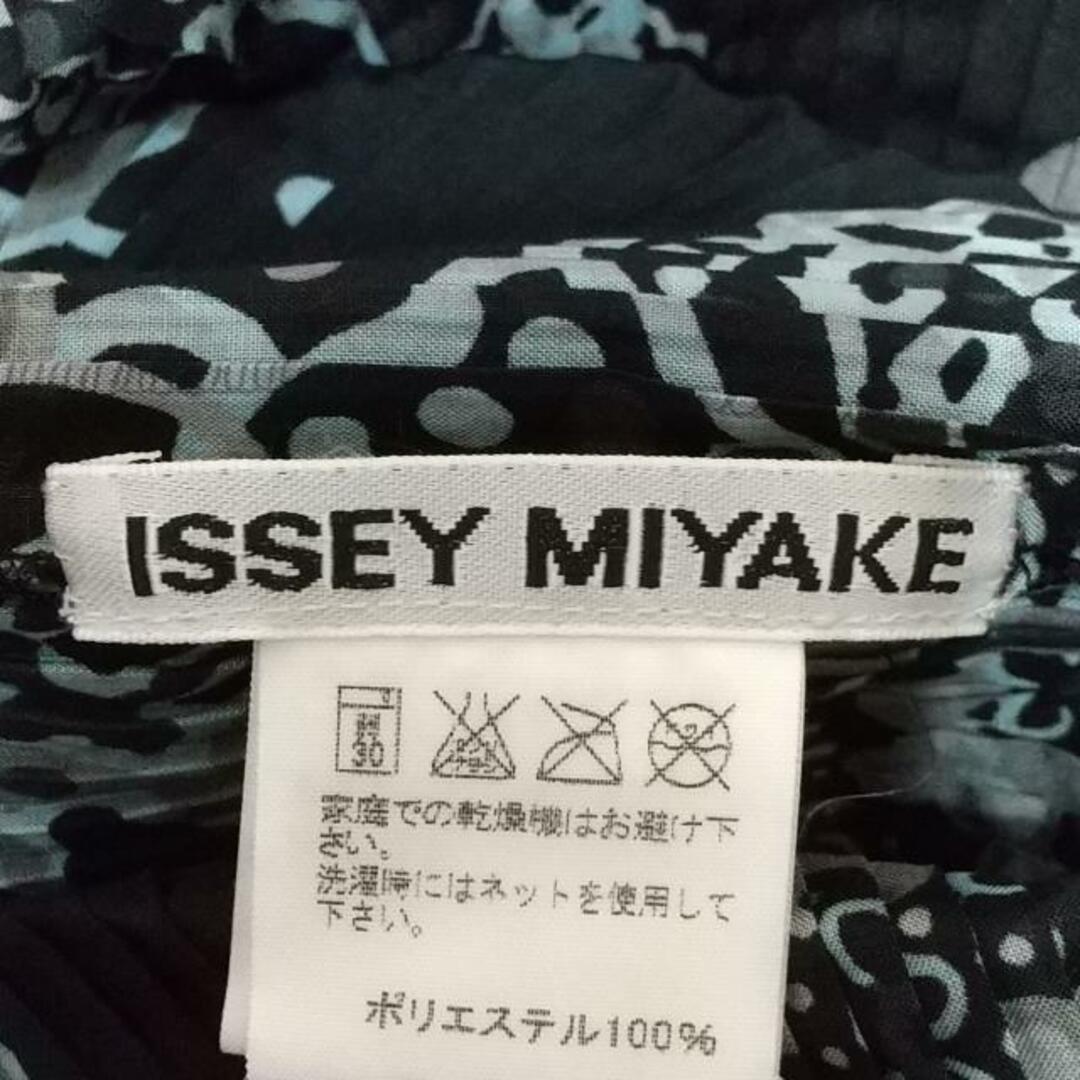 ISSEY MIYAKE
弱
30
家庭での乾燥機はお避け下
さい。
洗濯時にはネットを使用して
下さい。
ポリエステル100%